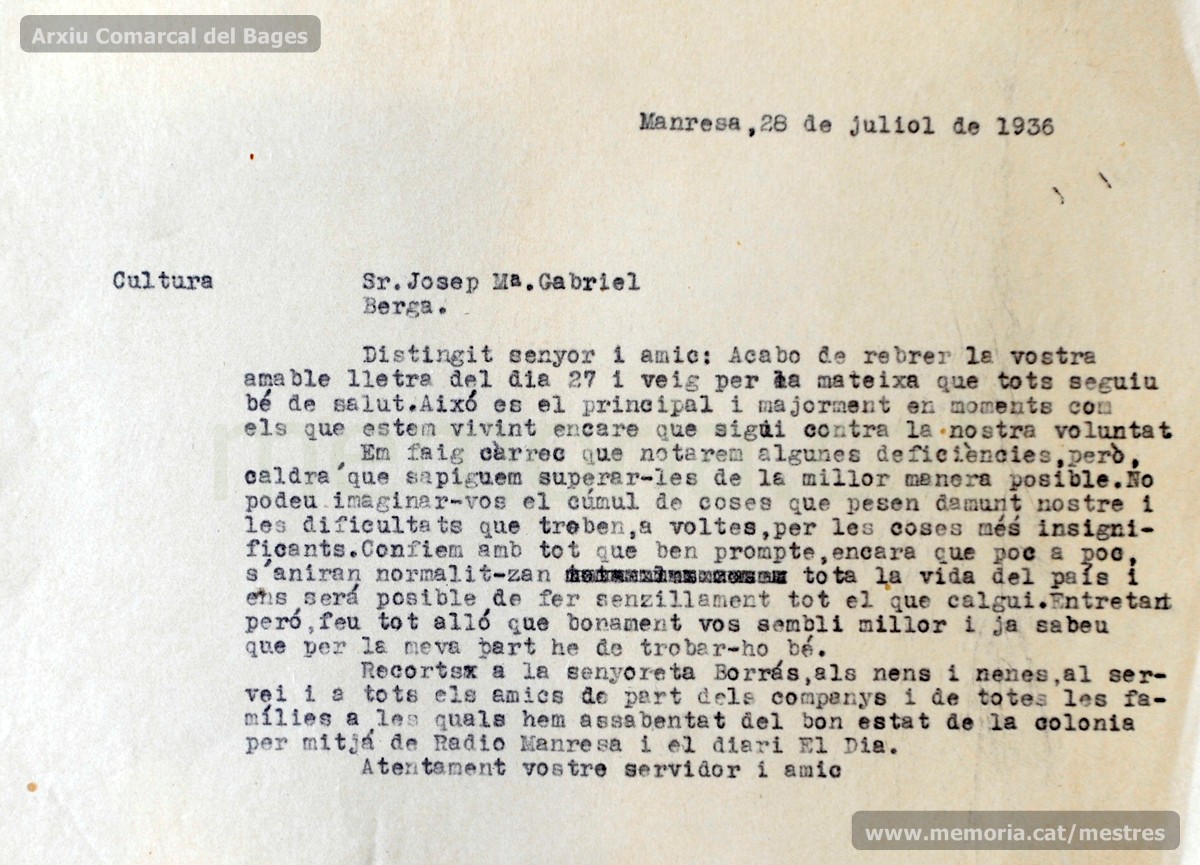 Arxiu Comarcal del Bages
Manresa,28 de juliol de 1936
Cultura
Sr.Josep Mª.Gabriel
Berga.
Distingit senyor i amic: Acabo de rebrer la vostra
amable lletra del dia 27 i veig per la mateixa que tots seguiu
bé de salut.Aixó es el principal i majorment en moments com
els que estem vivint encare que sigui contra la nostra voluntat
Em faig càrrec que notarem algunes deficiències,però,
caldrà que sapiguem superar-les de la millor manera posible.No
podeu imaginar-vos el cúmul de coses que pesen damunt nostre i
les dificultats que troben,a voltes,per les coses més insigni-
ficants.Confiem amb tot que ben prompte,encara que poc a poc,
s'aniran normalit-zan tota la vida del país i
ens será posible de fer senzillament tot el que calgui.Entretant
peró,feu tot alló que bonament vos sembli millor i ja sabeu
que per la meva part he de trobar-ho bé.
Recortsx a la senyoreta Borrás,als nens i nenes,al ser-
vei i a tots els amics de part dels companys i de totes les fa-
mílies a les quals hem assabentat del bon estat de la colonia
per mitjá de Radio Manresa i el diari El Dia.
Atentament vostre servidor i amic
www.memoria.cat/mestres